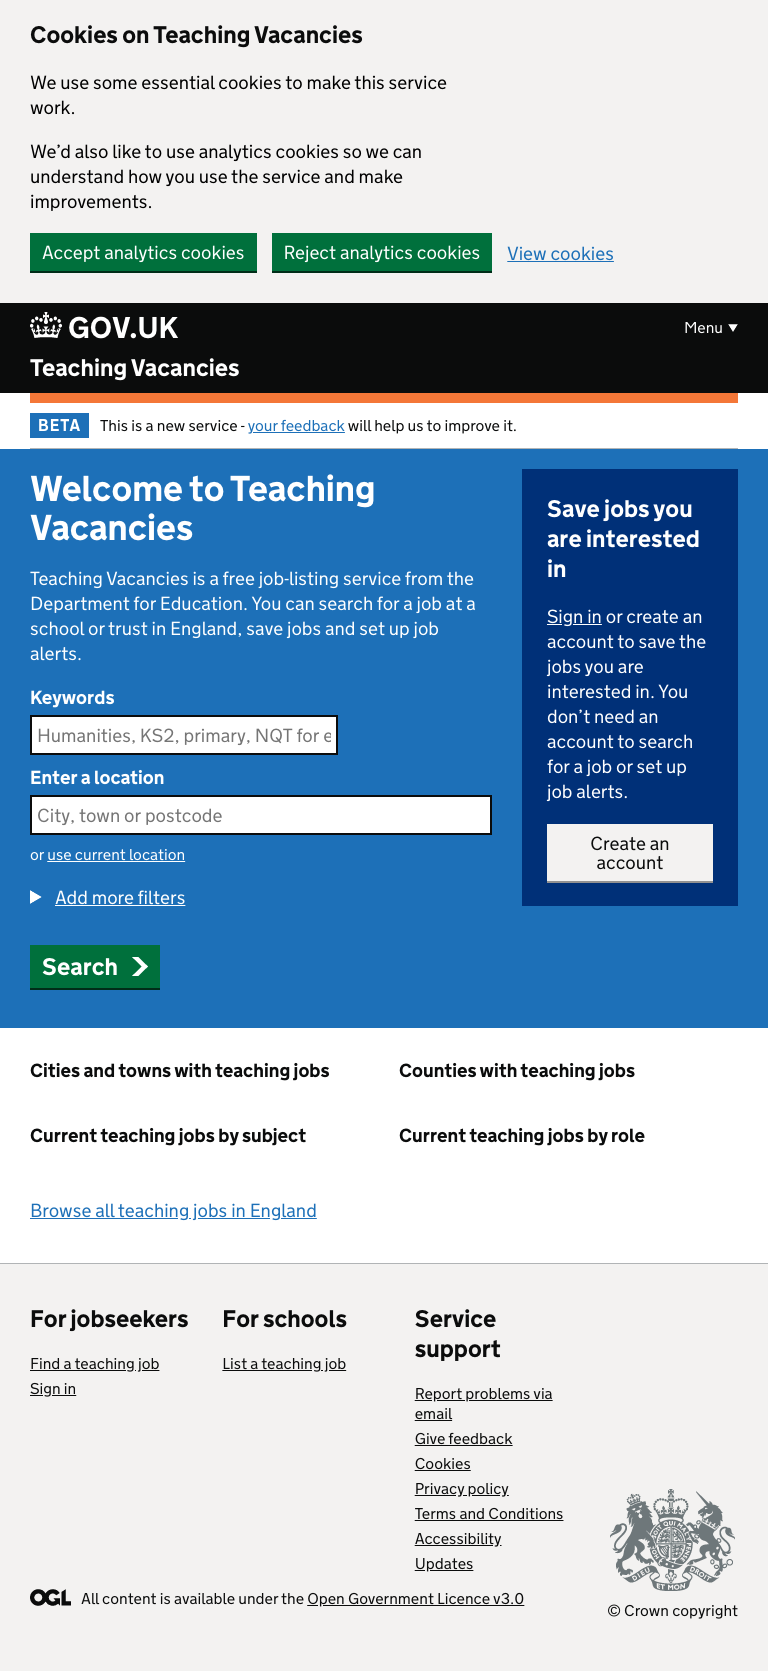 Cookies on Teaching Vacancies
We use some essential cookies to make this service
work.
We’d also like to use analytics cookies so we can
understand how you use the service and make
improvements.
Accept analytics cookies
Reject analytics cookies
View cookies
GOV.UK
Menu ▼
Teaching Vacancies
BETA
This is a new service - your feedback will help us to improve it.
Welcome to Teaching
Vacancies
Teaching Vacancies is a free job-listing service from the
Department for Education. You can search for a job at a
school or trust in England, save jobs and set up job
alerts.
Keywords
Humanities, KS2, primary, NQT for e
Enter a location
City, town or postcode
or use current location
Add more filters
Search
Save jobs you
are interested
in
Sign in or create an
account to save the
jobs you are
interested in. You
don’t need an
account to search
for a job or set up
job alerts.
Create an
account
Cities and towns with teaching jobs
Counties with teaching jobs
Current teaching jobs by subject
Current teaching jobs by role
Browse all teaching jobs in England
For jobseekers
Find a teaching job
Sign in
For schools
List a teaching job
Service
support
Report problems via
email
Give feedback
Cookies
Privacy policy
Terms and Conditions
Accessibility
Updates
OGL
All content is available under the Open Government Licence v3.0
© Crown copyright